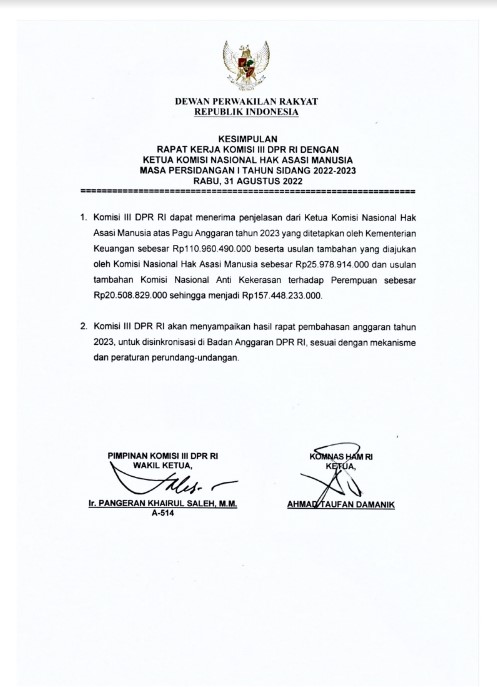 DEWAN PERWAKILAN RAKYAT
REPUBLIK INDONESIA
KESIMPULAN
RAPAT KERJA KOMISI III DPR RI DENGAN
KETUA KOMISI NASIONAL HAK ASASI MANUSIA
MASA PERSIDANGAN I TAHUN SIDANG 2022-2023
RABU, 31 AGUSTUS 2022
1. Komisi III DPR RI dapat menerima penjelasan dari Ketua Komisi Nasional Hak
Asasi Manusia atas Pagu Anggaran tahun 2023 yang ditetapkan oleh Kementerian
Keuangan sebesar Rp110.960.490.000 beserta usulan tambahan yang diajukan
oleh Komisi Nasional Hak Asasi Manusia sebesar Rp25.978.914.000 dan usulan
tambahan Komisi Nasional Anti Kekerasan terhadap Perempuan sebesar
Rp20.508.829.000 sehingga menjadi Rp157.448.233.000.
2. Komisi III DPR RI akan menyampaikan hasil rapat pembahasan anggaran tahun
2023, untuk disinkronisasi di Badan Anggaran DPR RI, sesuai dengan mekanisme
dan peraturan perundang-undangan.
PIMPINAN KOMISI III DPR RI
WAKIL KETUA,
Ir. PANGERAN KHAIRUL SALEH, M.M.
A-514
KOMNAS HAM RI
KETUA,
AHMAD TAUFAN DAMANIK